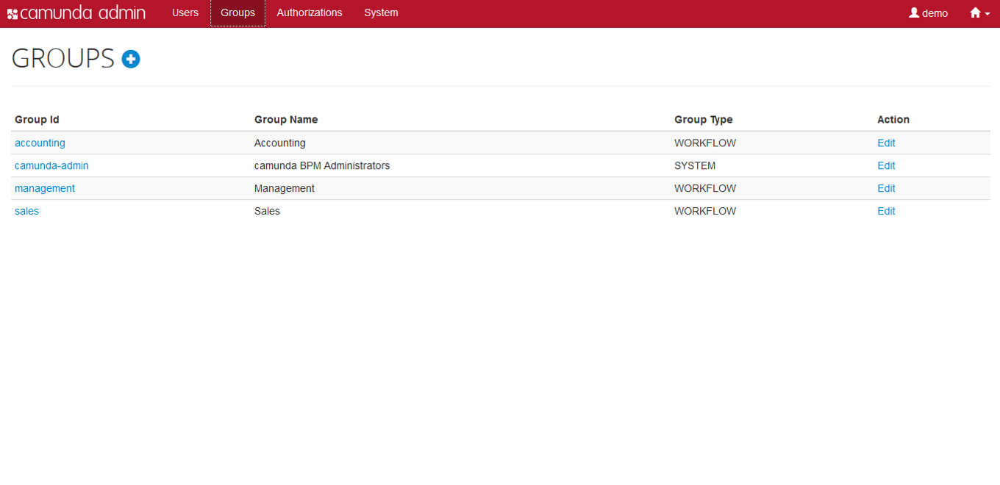 camunda admin Users Groups Authorizations System demo
GROUPS
Group Id Group Name Group Type Action
accounting Accounting WORKFLOW Edit
camunda-admin camunda BPM Administrators SYSTEM Edit
management Management WORKFLOW Edit
sales Sales WORKFLOW Edit